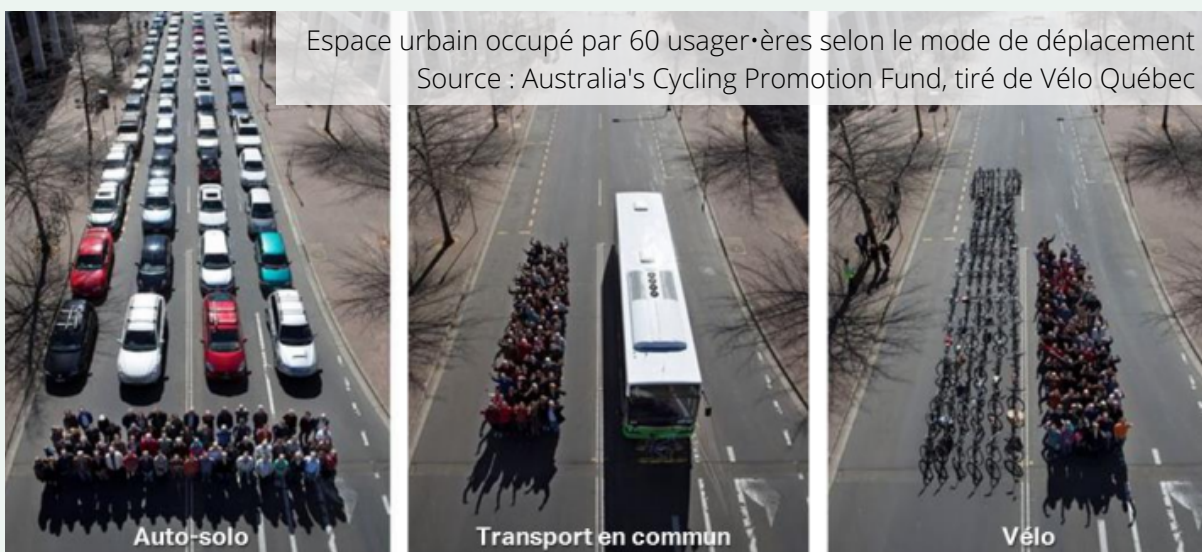 Espace urbain occupé par 60 usager•ères selon le mode de déplacement
Source : Australia's Cycling Promotion Fund, tiré de Vélo Québec
Auto-solo
Transport en commun
Vélo